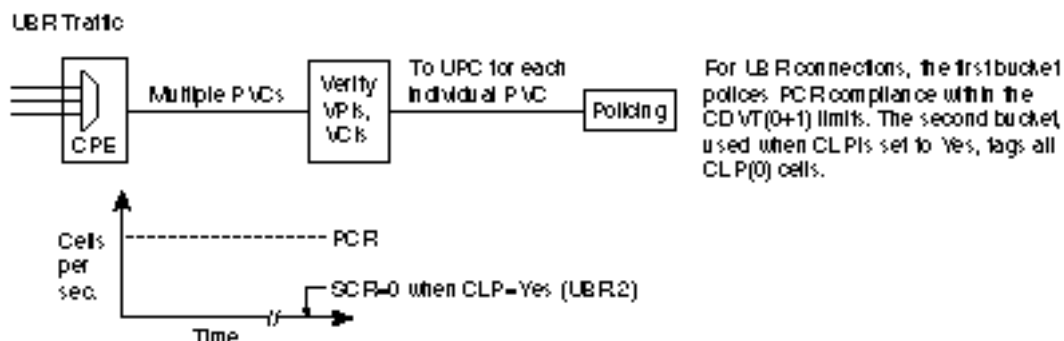 UBR Traffic
CPE
Multiple PVCs
Verify
VPIs,
VCIs
To UPC for each
Individual PVC
Policing
For UBR connections, the first bucket
polices PCR compliance within the
CDVT(0+1) limits. The second bucket,
used when CLP is set to Yes, tags all
CLP(0) cells.
Cells
per
sec.
PCR
SCR=0 when CLP=Yes (UBR.2)
Time